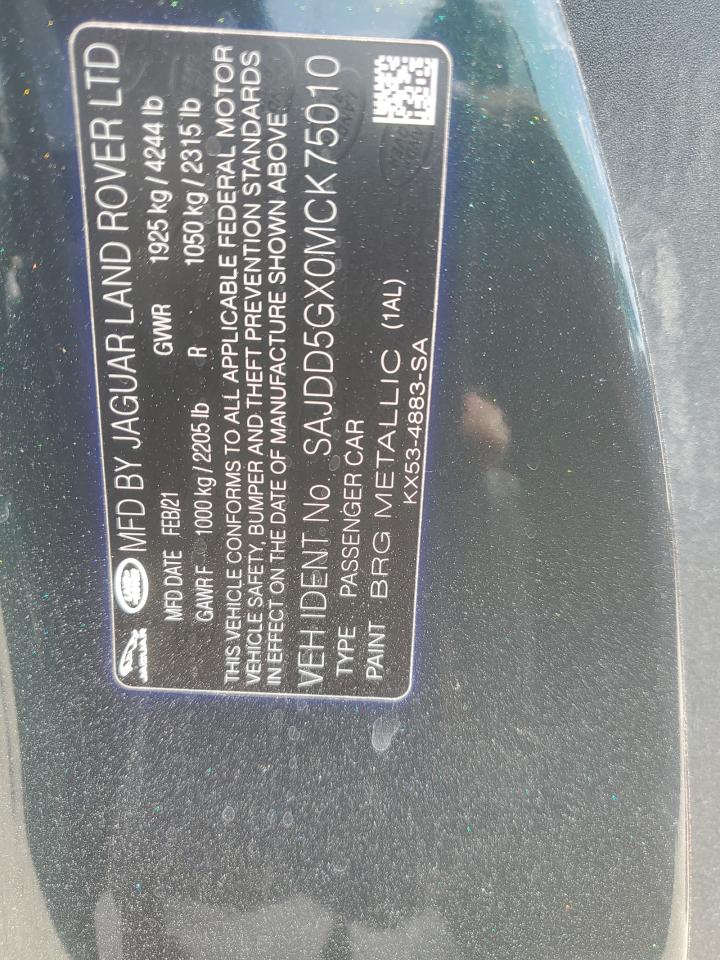 JAGUAR LAND ROVER MFD BY JAGUAR LAND ROVER LTD
MFD DATE FEB/21 GVWR 1925 kg / 4244 lb
GAWR F 1000 kg / 2205 lb R 1050 kg / 2315 lb
THIS VEHICLE CONFORMS TO ALL APPLICABLE FEDERAL MOTOR
VEHICLE SAFETY, BUMPER AND THEFT PREVENTION STANDARDS
IN EFFECT ON THE DATE OF MANUFACTURE SHOWN ABOVE
VEH IDENT No. SAJDD5GX0MCK75010
TYPE PASSENGER CAR
PAINT BRG METALLIC (1AL)
KX53-4883-SA